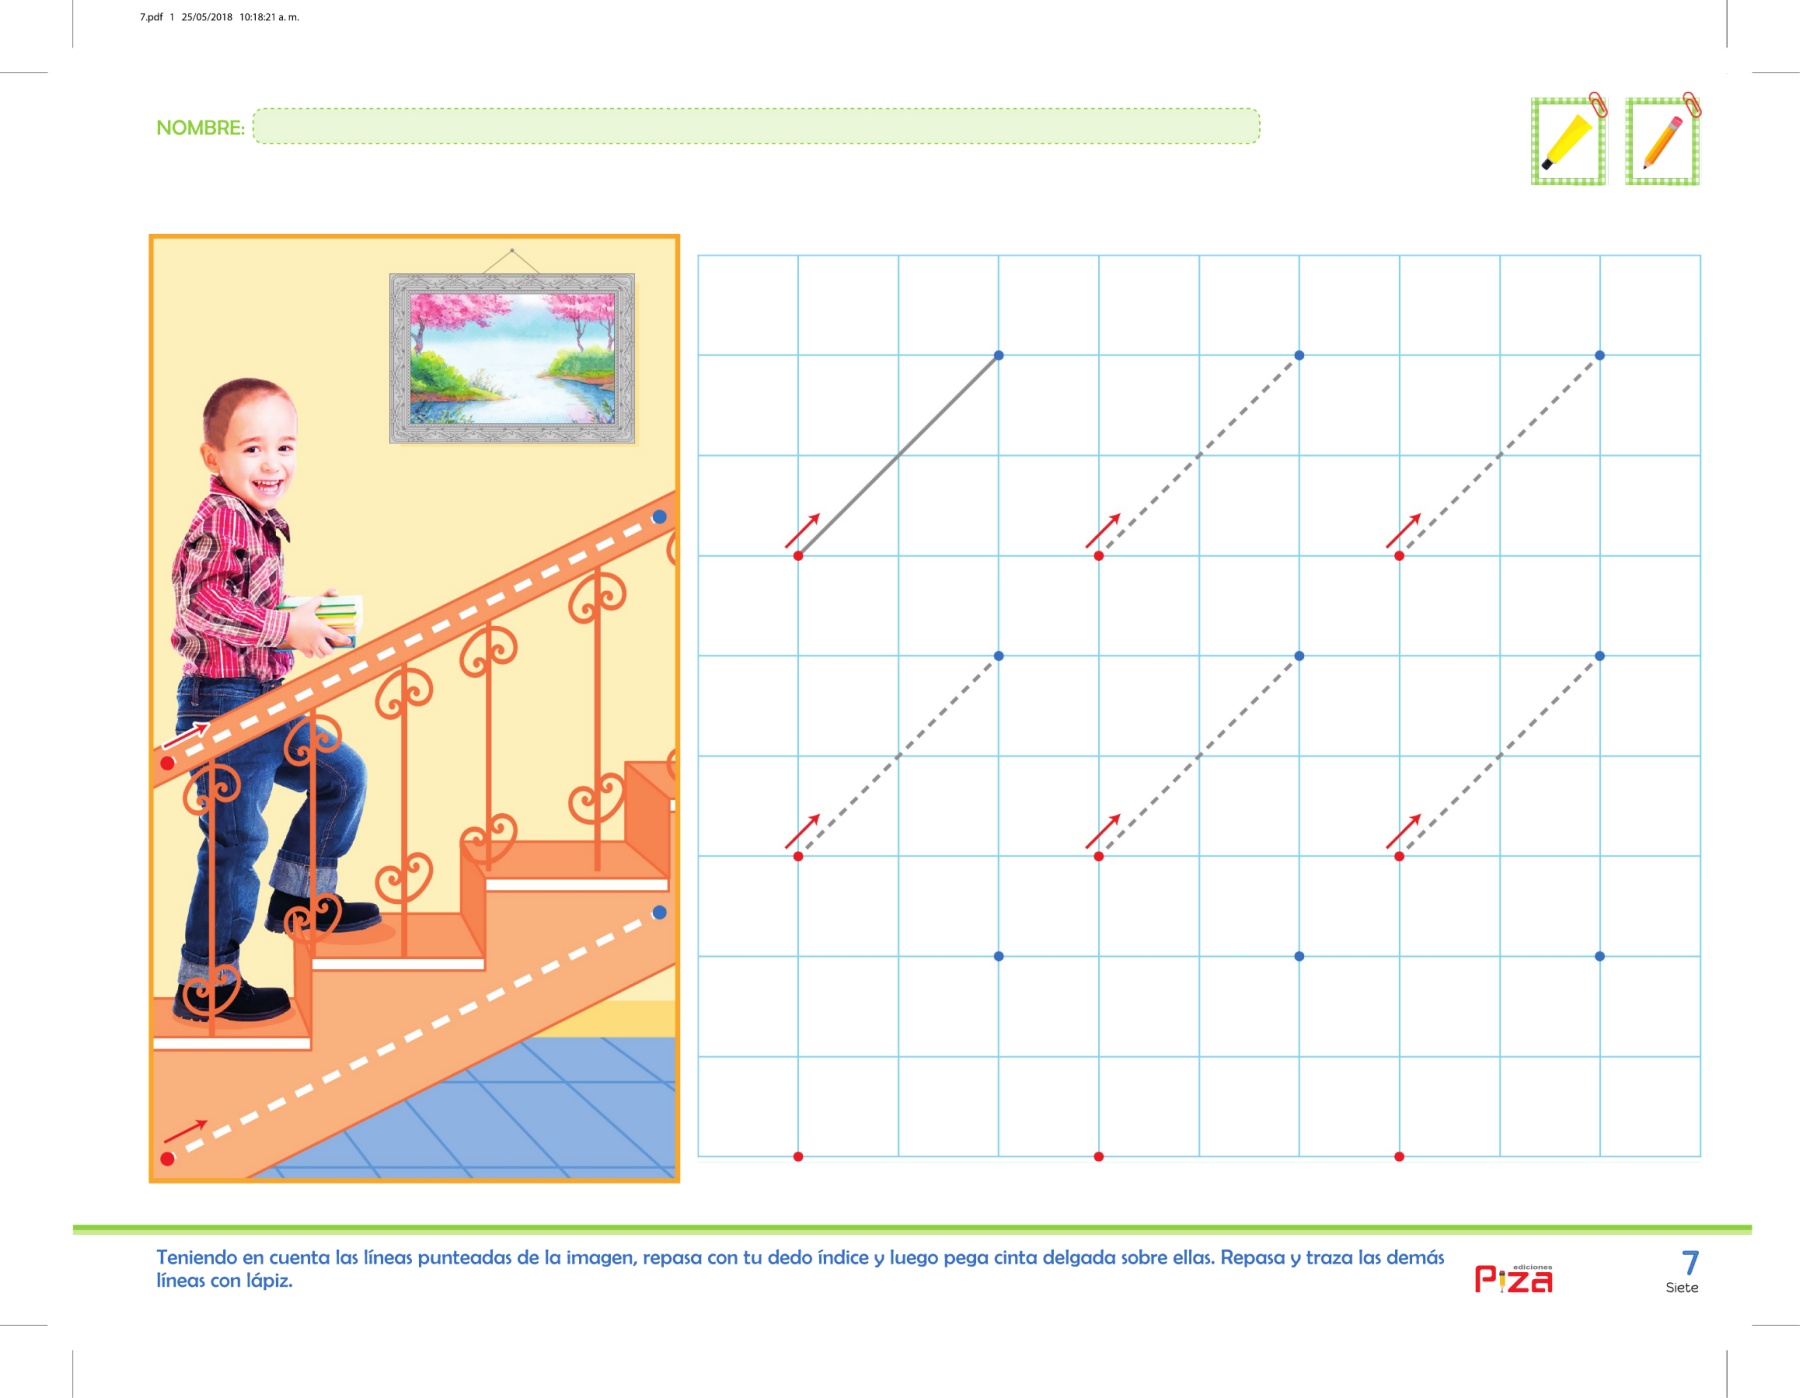 7.pdf 1 25/05/2018 10:18:21 a. m.
NOMBRE:
Teniendo en cuenta las líneas punteadas de la imagen, repasa con tu dedo índice y luego pega cinta delgada sobre ellas. Repasa y traza las demás
líneas con lápiz.
ediciones
Piza
7
Siete